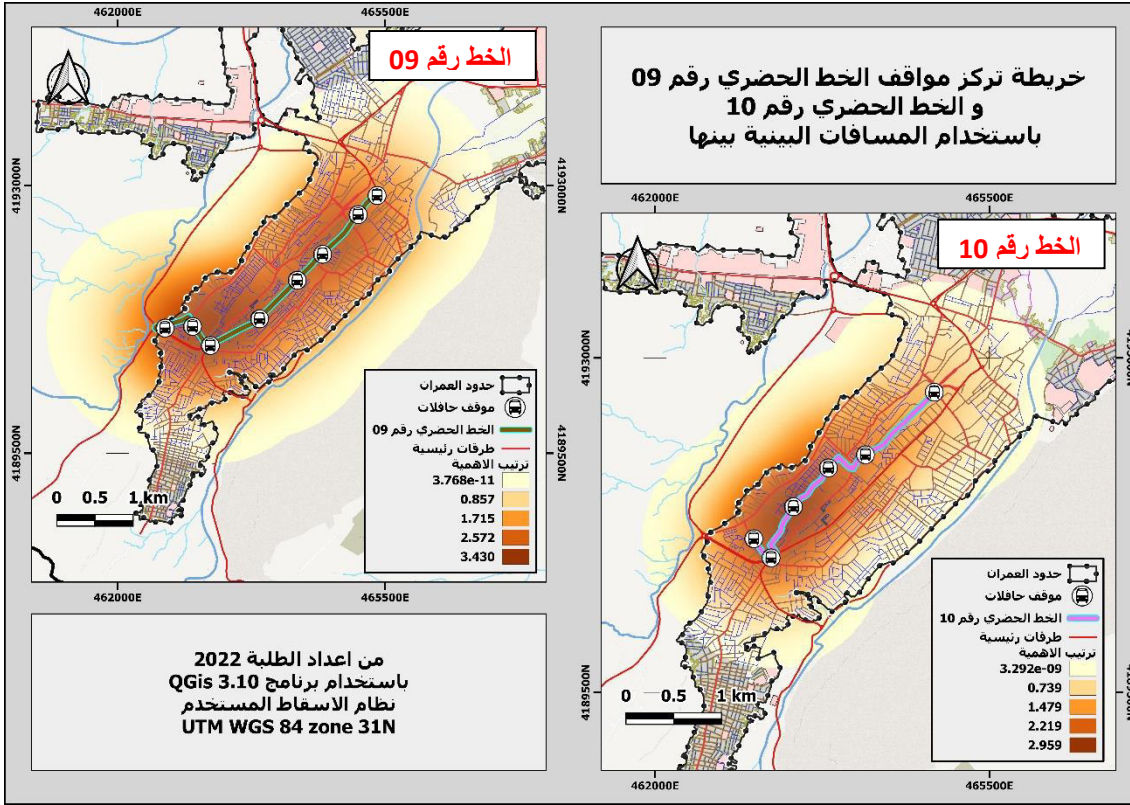 خريطة تركز مواقف الخط الحضري رقم 09
و الخط الحضري رقم 10
باستخدام المسافات البينية بينها
462000E
465500E
4193000N
4193000N
4189500N
4189500N
الخط رقم 09
حدود العمران
موقف حافلات
الخط الحضري رقم 09
طرقات رئيسية
ترتيب الاهمية
3.768e-11
0.857
1.715
2.572
3.430
0 0.5 1 km
462000E
465500E
462000E
465500E
4193000N
4189500N
الخط رقم 10
حدود العمران
موقف حافلات
الخط الحضري رقم 10
طرقات رئيسية
ترتيب الاهمية
3.292e-09
0.739
1.479
2.219
2.959
0 0.5 1 km
462000E
465500E
من اعداد الطلبة 2022
باستخدام برنامج QGis 3.10
نظام الاسقاط المستخدم
UTM WGS 84 zone 31N